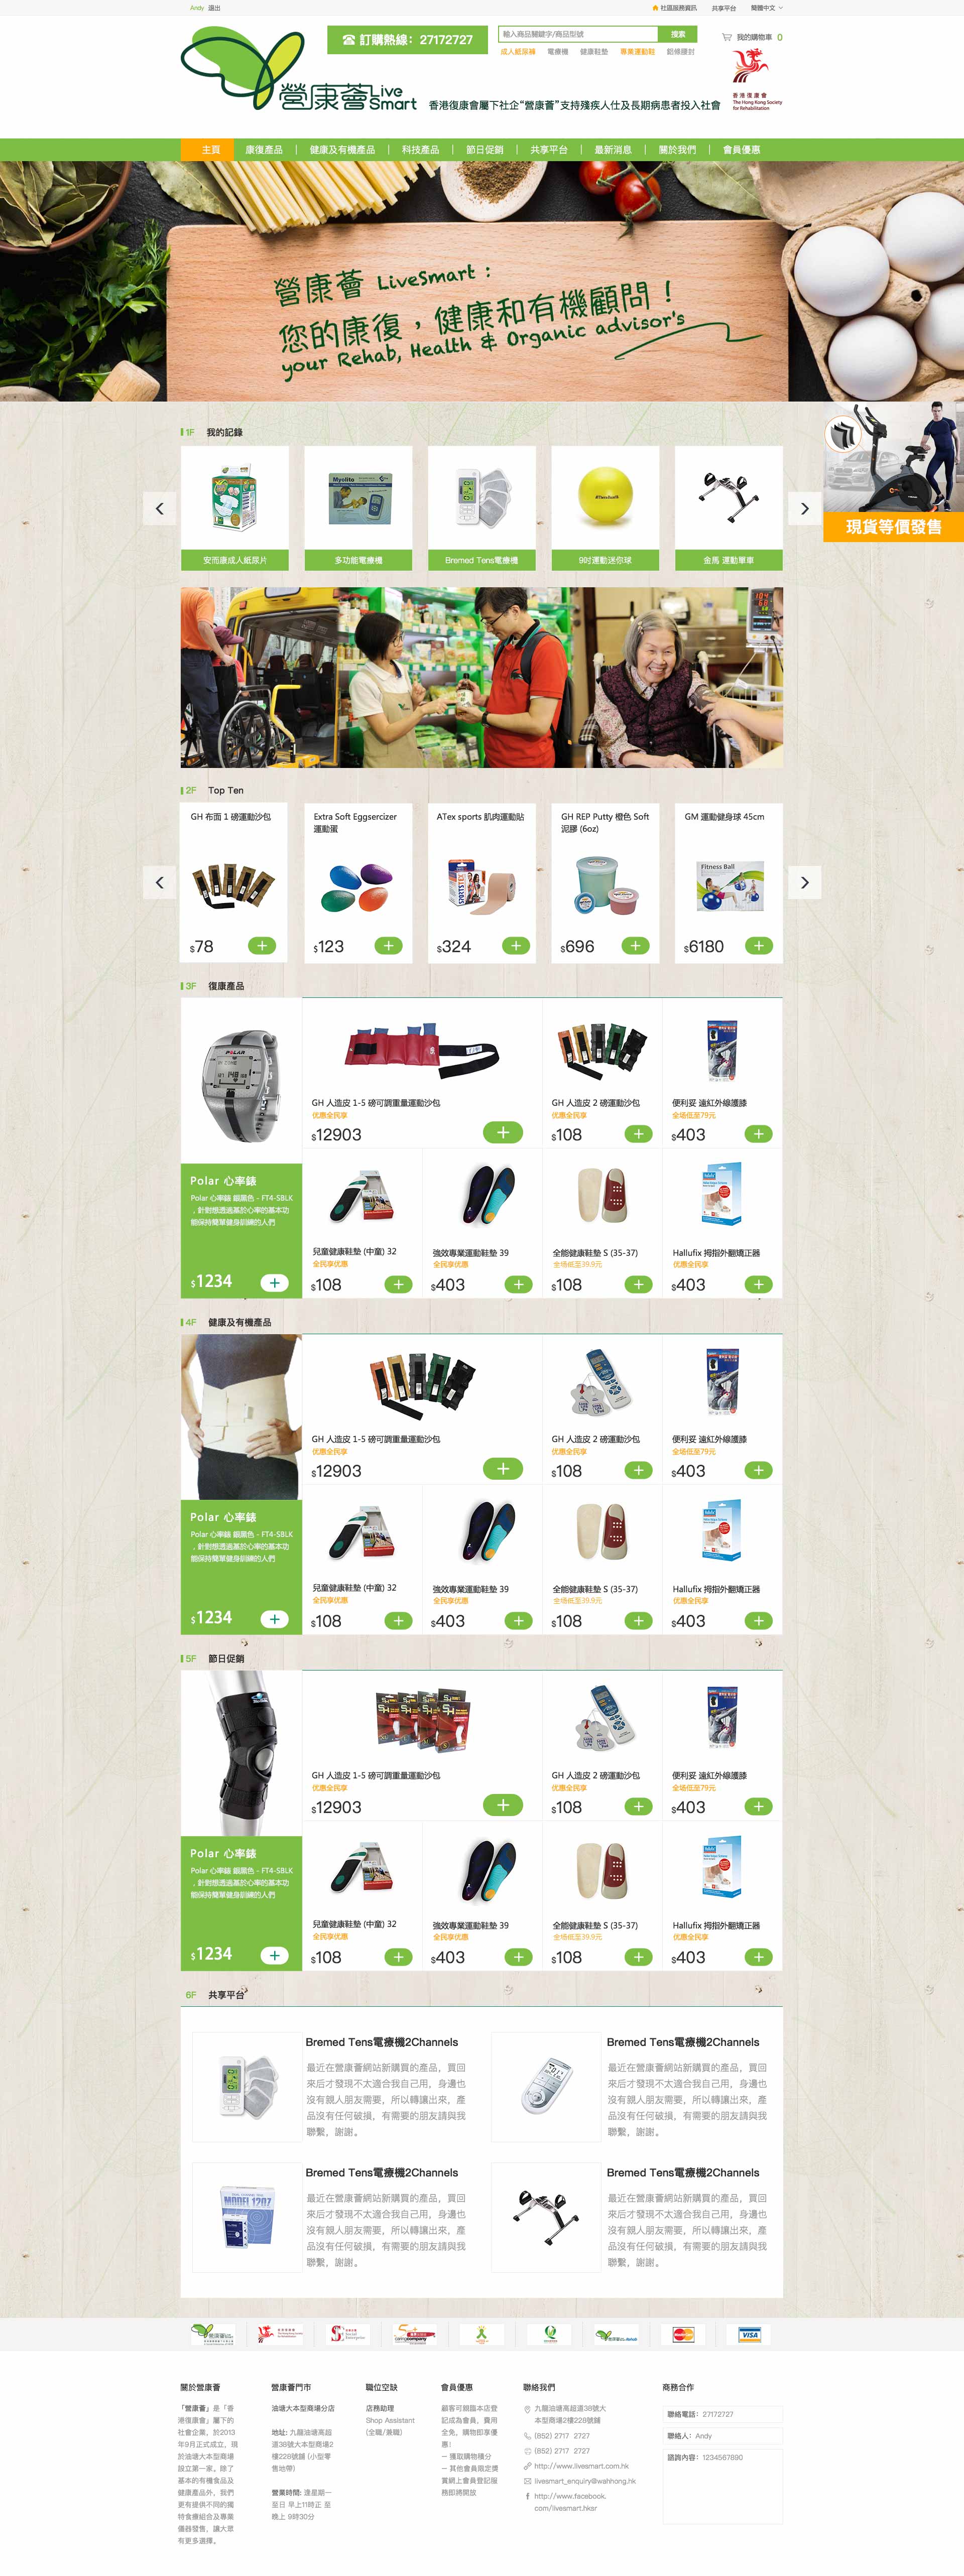 Andy 退出
社區服務資訊
共享平台
簡體中文
營康薈 Live Smart
訂購熱線：27172727
輸入商品關鍵字/商品型號
搜索
成人紙尿褲 電療機 健康鞋墊 專業運動鞋 鋁條腰封
我的購物車 0
香港復康會
The Hong Kong Society
for Rehabilitation
香港復康會屬下社企“營康薈”支持殘疾人仕及長期病患者投入社會
主頁 康復產品 健康及有機產品 科技產品 節日促銷 共享平台 最新消息 關於我們 會員優惠
營康薈 LiveSmart：
您的康復，健康和有機顧問！
your Rehab, Health & Organic advisor's
現貨等價發售
1F 我的記錄
Myolite
安而康成人紙尿片
多功能電療機
Bremed Tens電療機
9吋運動迷你球
金馬 運動單車
2F Top Ten
GH 布面 1 磅運動沙包
$78
Extra Soft Eggsercizer
運動蛋
$123
ATex sports 肌肉運動貼
$324
GH REP Putty 橙色 Soft
泥膠 (6oz)
$696
GM 運動健身球 45cm
Fitness Ball
$6180
3F 復康產品
POLAR
Polar 心率錶
Polar 心率錶 銀黑色 - FT4-SBLK
，針對想透過基於心率的基本功
能保持簡單健身訓練的人們
$1234
GH 人造皮 1-5 磅可調重量運動沙包
优惠全民享
$12903
GH 人造皮 2 磅運動沙包
优惠全民享
$108
便利妥 遠紅外線護膝
全场低至79元
$403
兒童健康鞋墊 (中童) 32
全民享优惠
$108
強效專業運動鞋墊 39
全民享优惠
$403
全能健康鞋墊 S (35-37)
全场低至39.9元
$108
Hallufix 拇指外翻矯正器
优惠全民享
$403
4F 健康及有機產品
Polar 心率錶
Polar 心率錶 銀黑色 - FT4-SBLK
，針對想透過基於心率的基本功
能保持簡單健身訓練的人們
$1234
GH 人造皮 1-5 磅可調重量運動沙包
优惠全民享
$12903
GH 人造皮 2 磅運動沙包
优惠全民享
$108
便利妥 遠紅外線護膝
全场低至79元
$403
兒童健康鞋墊 (中童) 32
全民享优惠
$108
強效專業運動鞋墊 39
全民享优惠
$403
全能健康鞋墊 S (35-37)
全场低至39.9元
$108
Hallufix 拇指外翻矯正器
优惠全民享
$403
5F 節日促銷
Polar 心率錶
Polar 心率錶 銀黑色 - FT4-SBLK
，針對想透過基於心率的基本功
能保持簡單健身訓練的人們
$1234
GH 人造皮 1-5 磅可調重量運動沙包
优惠全民享
$12903
GH 人造皮 2 磅運動沙包
优惠全民享
$108
便利妥 遠紅外線護膝
全场低至79元
$403
兒童健康鞋墊 (中童) 32
全民享优惠
$108
強效專業運動鞋墊 39
全民享优惠
$403
全能健康鞋墊 S (35-37)
全场低至39.9元
$108
Hallufix 拇指外翻矯正器
优惠全民享
$403
6F 共享平台
Bremed Tens電療機2Channels
最近在營康薈網站新購買的產品，買回
來后才發現不太適合我自己用，身邊也
沒有親人朋友需要，所以轉讓出來，產
品沒有任何破損，有需要的朋友請與我
聯繫，謝謝。
Bremed Tens電療機2Channels
最近在營康薈網站新購買的產品，買回
來后才發現不太適合我自己用，身邊也
沒有親人朋友需要，所以轉讓出來，產
品沒有任何破損，有需要的朋友請與我
聯繫，謝謝。
MODEL 120Z
Bremed Tens電療機2Channels
最近在營康薈網站新購買的產品，買回
來后才發現不太適合我自己用，身邊也
沒有親人朋友需要，所以轉讓出來，產
品沒有任何破損，有需要的朋友請與我
聯繫，謝謝。
Bremed Tens電療機2Channels
最近在營康薈網站新購買的產品，買回
來后才發現不太適合我自己用，身邊也
沒有親人朋友需要，所以轉讓出來，產
品沒有任何破損，有需要的朋友請與我
聯繫，謝謝。
MasterCard
VISA
關於營康薈
「營康薈」是「香
港復康會」屬下的
社會企業，於2013
年9月正式成立，現
於油塘大本型商場
設立第一家。除了
基本的有機食品及
健康產品外，我們
更有提供不同的獨
特食療組合及專業
儀器發售，讓大眾
有更多選擇。
營康薈門市
油塘大本型商場分店
地址: 九龍油塘高超
道38號大本型商場2
樓228號鋪 (小型零
售地帶)
營業時間: 逢星期一
至日 早上11時正 至
晚上 9時30分
職位空缺
店務助理
Shop Assistant
(全職/兼職)
會員優惠
顧客可親臨本店登
記成為會員，費用
全免，購物即享優
惠！
— 獲取購物積分
— 其他會員限定獎
賞網上會員登記服
務即將開放
聯絡我們
九龍油塘高超道38號大
本型商場2樓228號鋪
(852) 2717 2727
(852) 2717 2727
http://www.livesmart.com.hk
livesmart_enquiry@wahhong.hk
http://www.facebook.
com/livesmart.hksr
商務合作
聯絡電話：27172727
聯絡人：Andy
諮詢內容：1234567890